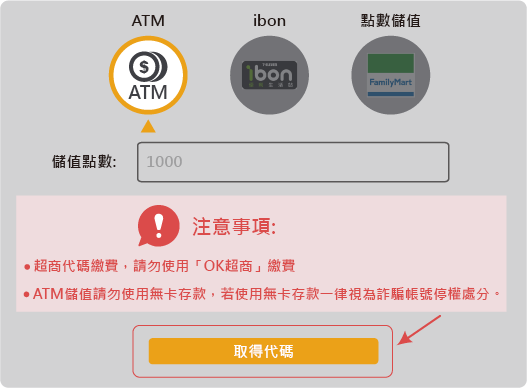 ATM ibon 點數儲值
$ ATM ibon FamilyMart
儲值點數: 1000
注意事項:
●超商代碼繳費，請勿使用「OK超商」繳費
●ATM儲值請勿使用無卡存款，若使用無卡存款一律視為詐騙帳號停權處分。
取得代碼